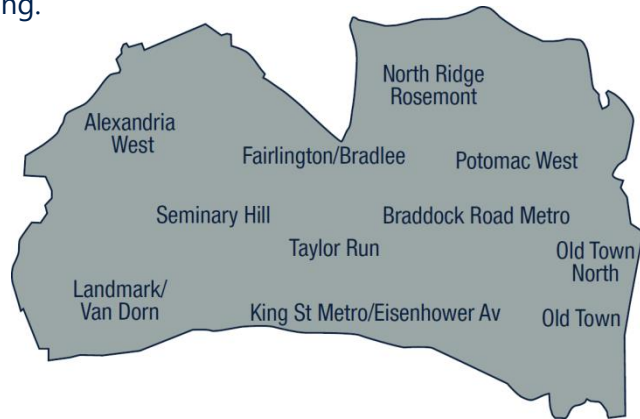 ng.
North Ridge
Rosemont
Alexandria
West
Fairlington/Bradlee
Potomac West
Seminary Hill
Braddock Road Metro
Taylor Run
Old Town
North
Landmark/
Van Dorn
King St Metro/Eisenhower Av
Old Town